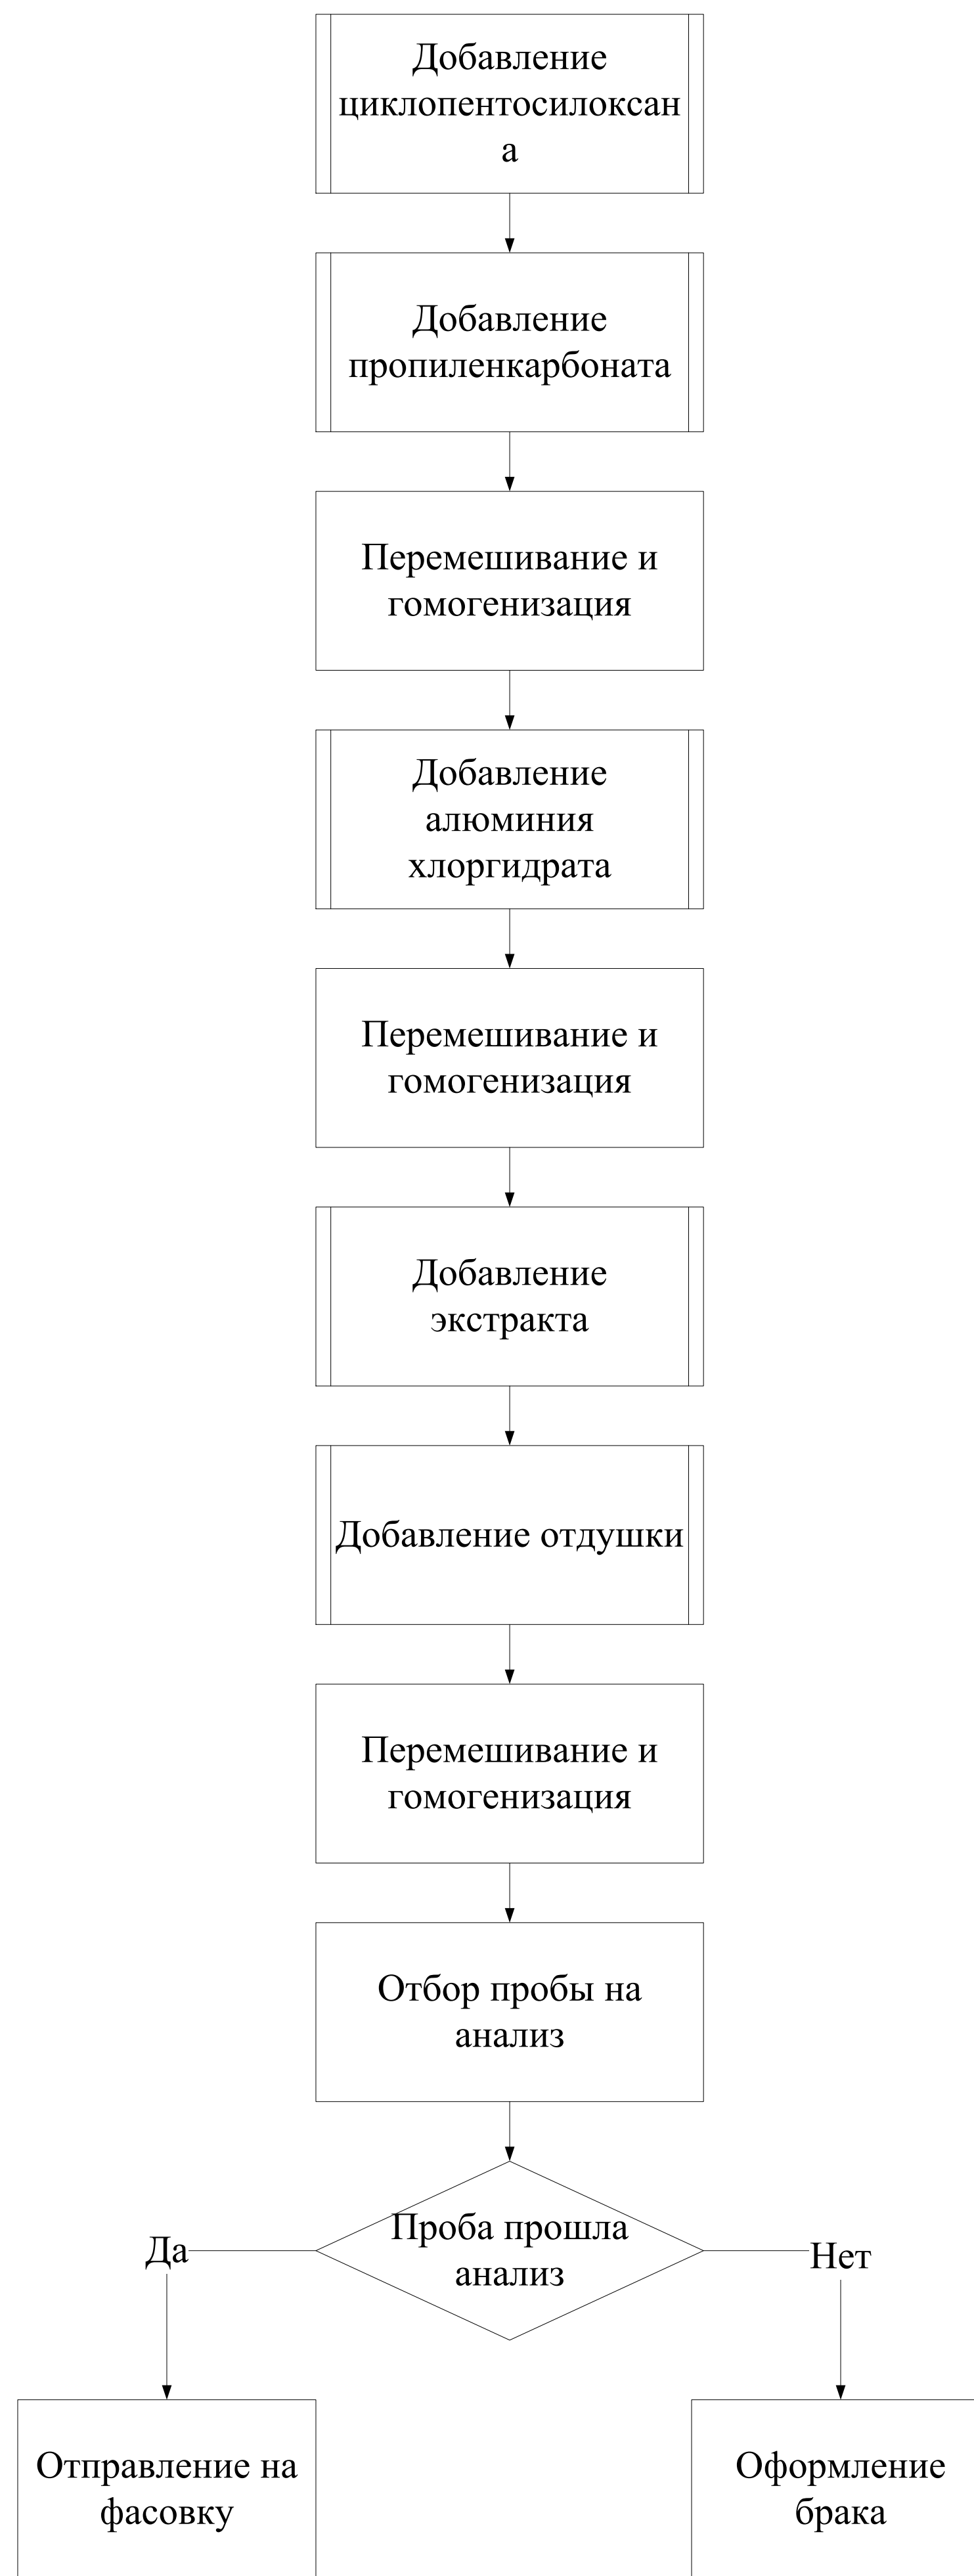 Добавление
циклопентосилоксан
а
Добавление
пропиленкарбоната
Перемешивание и
гомогенизация
Добавление
алюминия
хлоргидрата
Перемешивание и
гомогенизация
Добавление
экстракта
Добавление отдушки
Перемешивание и
гомогенизация
Отбор пробы на
анализ
Проба прошла
анализ
Да
Нет
Отправление на
фасовку
Оформление
брака